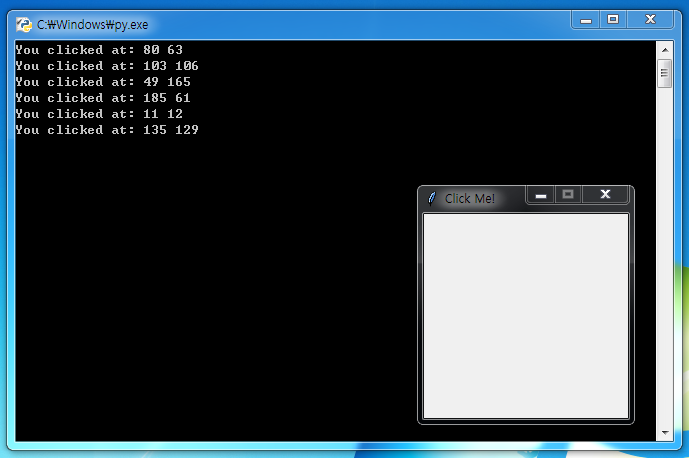 C:₩Windows₩py.exe
You clicked at: 80 63
You clicked at: 103 106
You clicked at: 49 165
You clicked at: 185 61
You clicked at: 11 12
You clicked at: 135 129
Click Me!